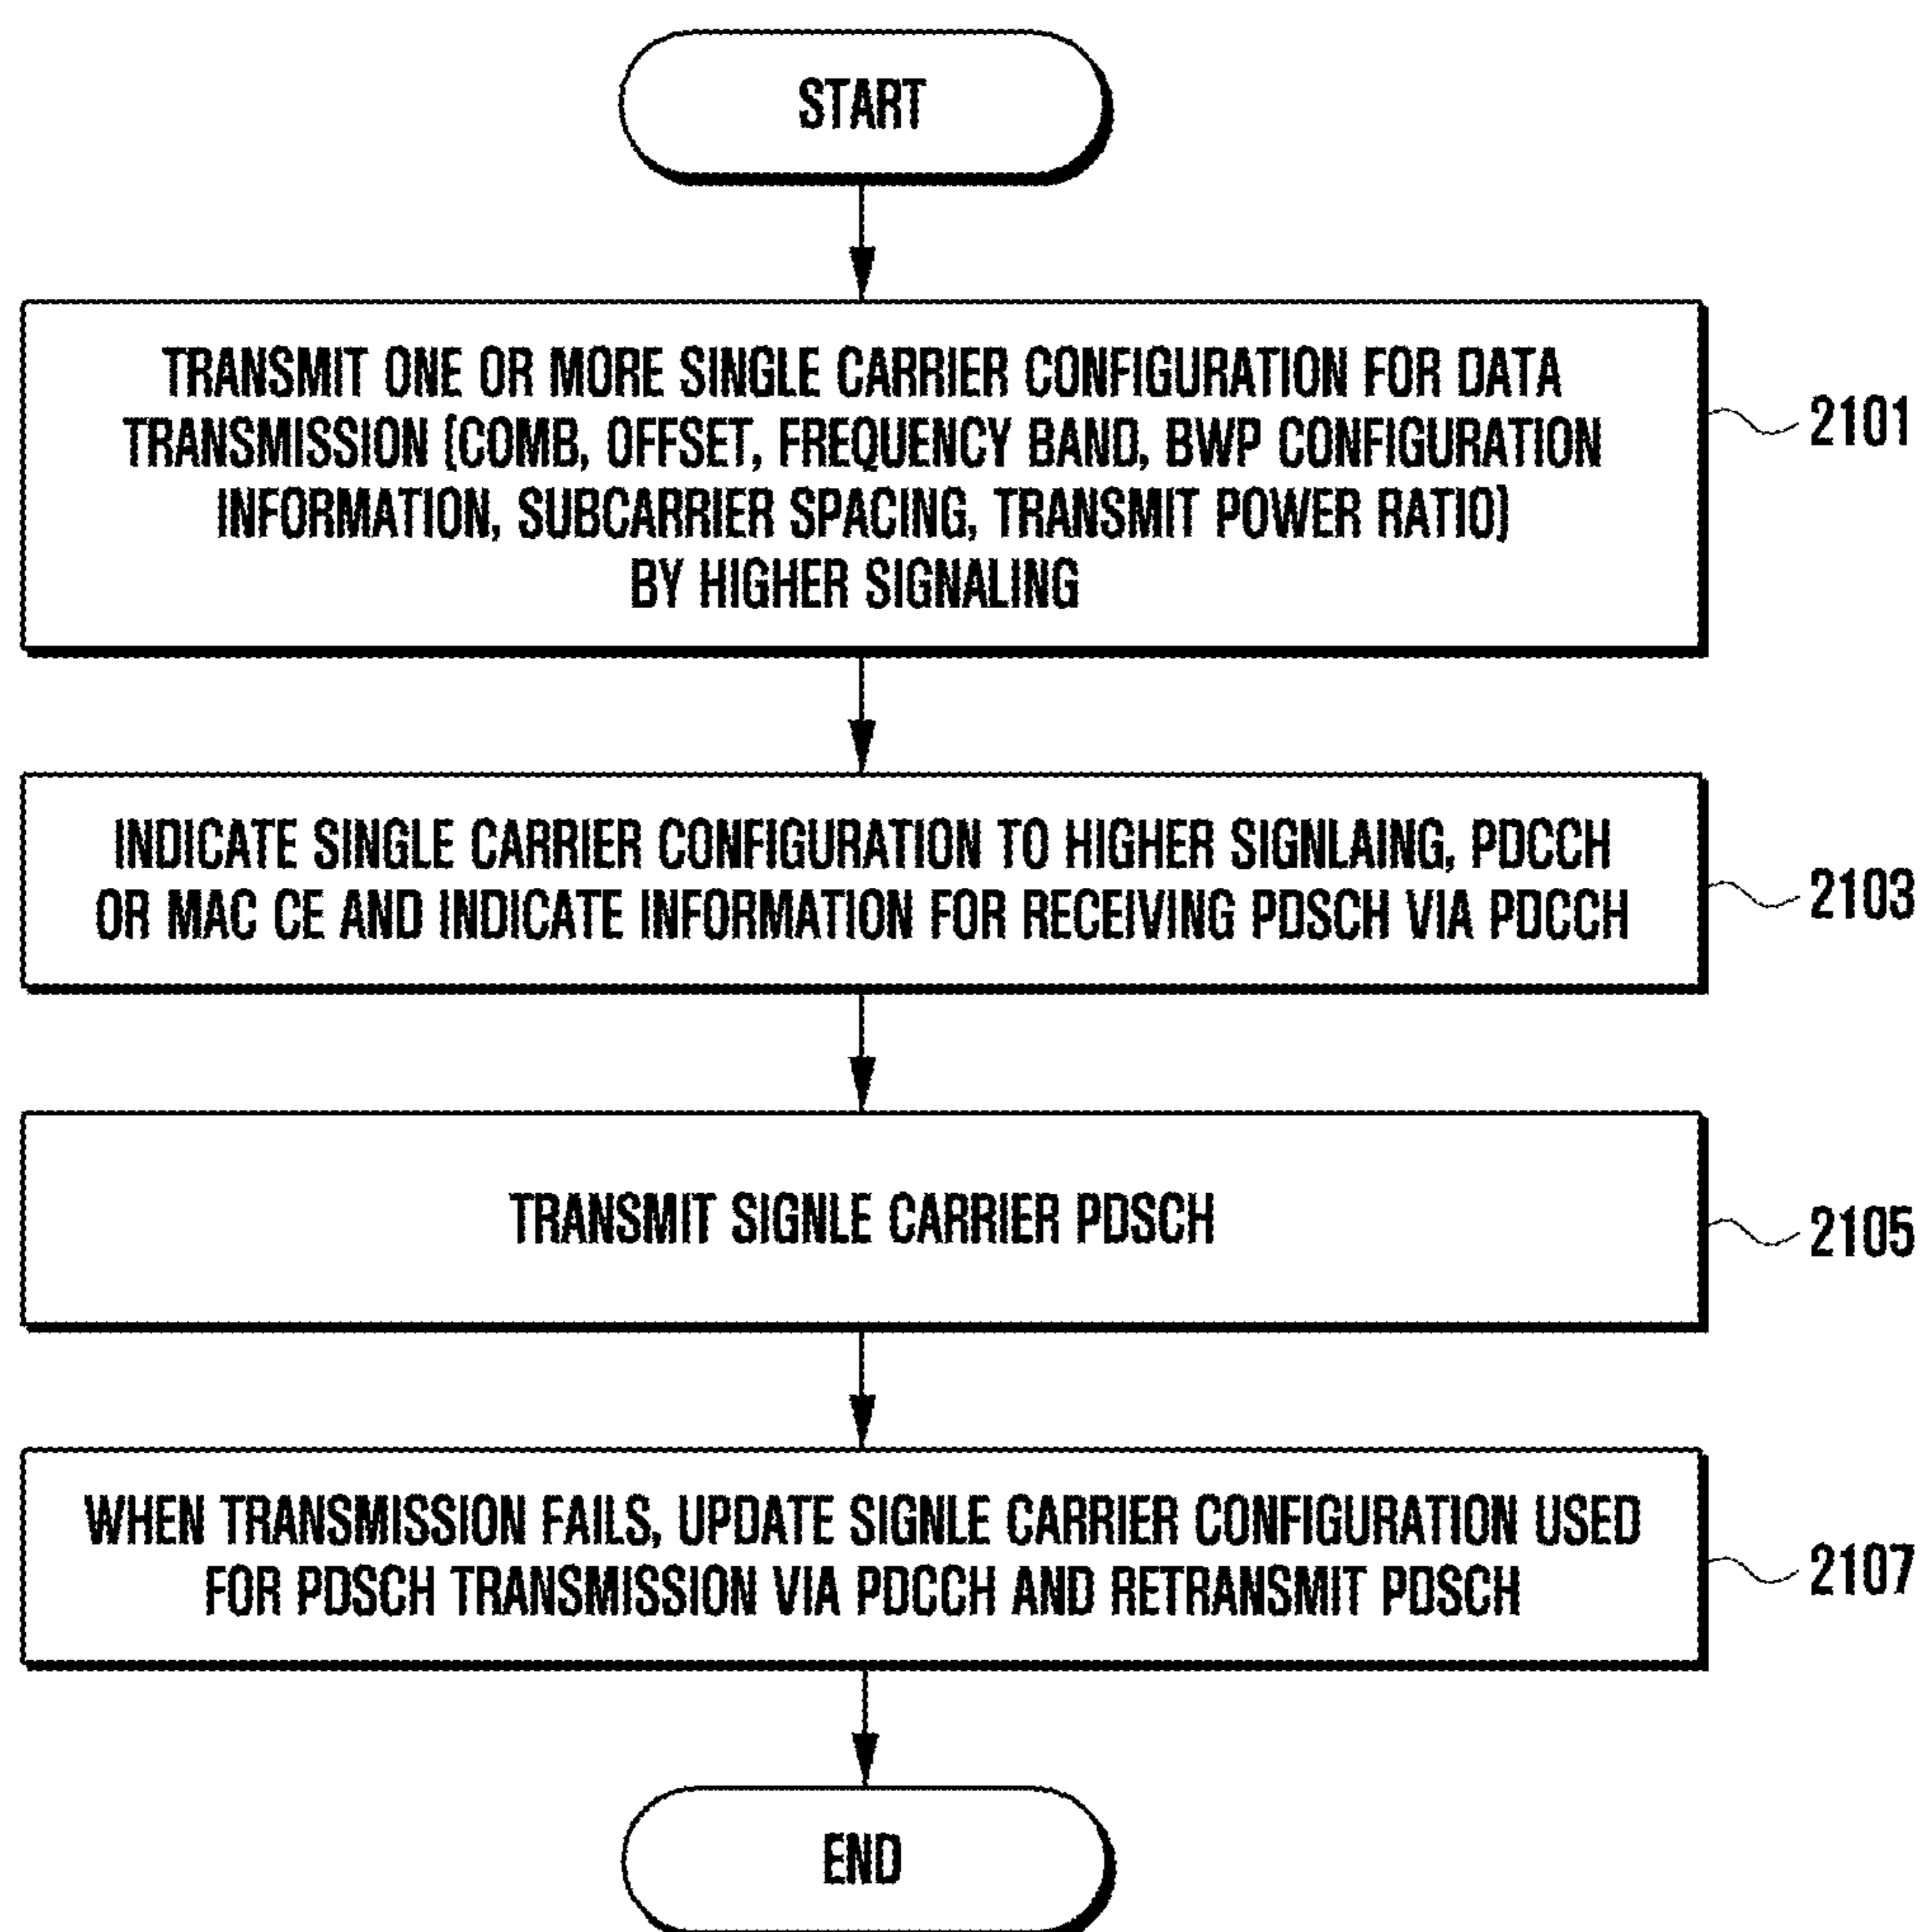 START
TRANSMIT ONE OR MORE SINGLE CARRIER CONFIGURATION FOR DATA
TRANSMISSION (COMB, OFFSET, FREQUENCY BAND, BWP CONFIGURATION
INFORMATION, SUBCARRIER SPACING, TRANSMIT POWER RATIO)
BY HIGHER SIGNALING
2101
INDICATE SINGLE CARRIER CONFIGURATION TO HIGHER SIGNLAING, PDCCH
OR MAC CE AND INDICATE INFORMATION FOR RECEIVING PDSCH VIA PDCCH
2103
TRANSMIT SIGNLE CARRIER PDSCH
2105
WHEN TRANSMISSION FAILS, UPDATE SIGNLE CARRIER CONFIGURATION USED
FOR PDSCH TRANSMISSION VIA PDCCH AND RETRANSMIT PDSCH
2107
END